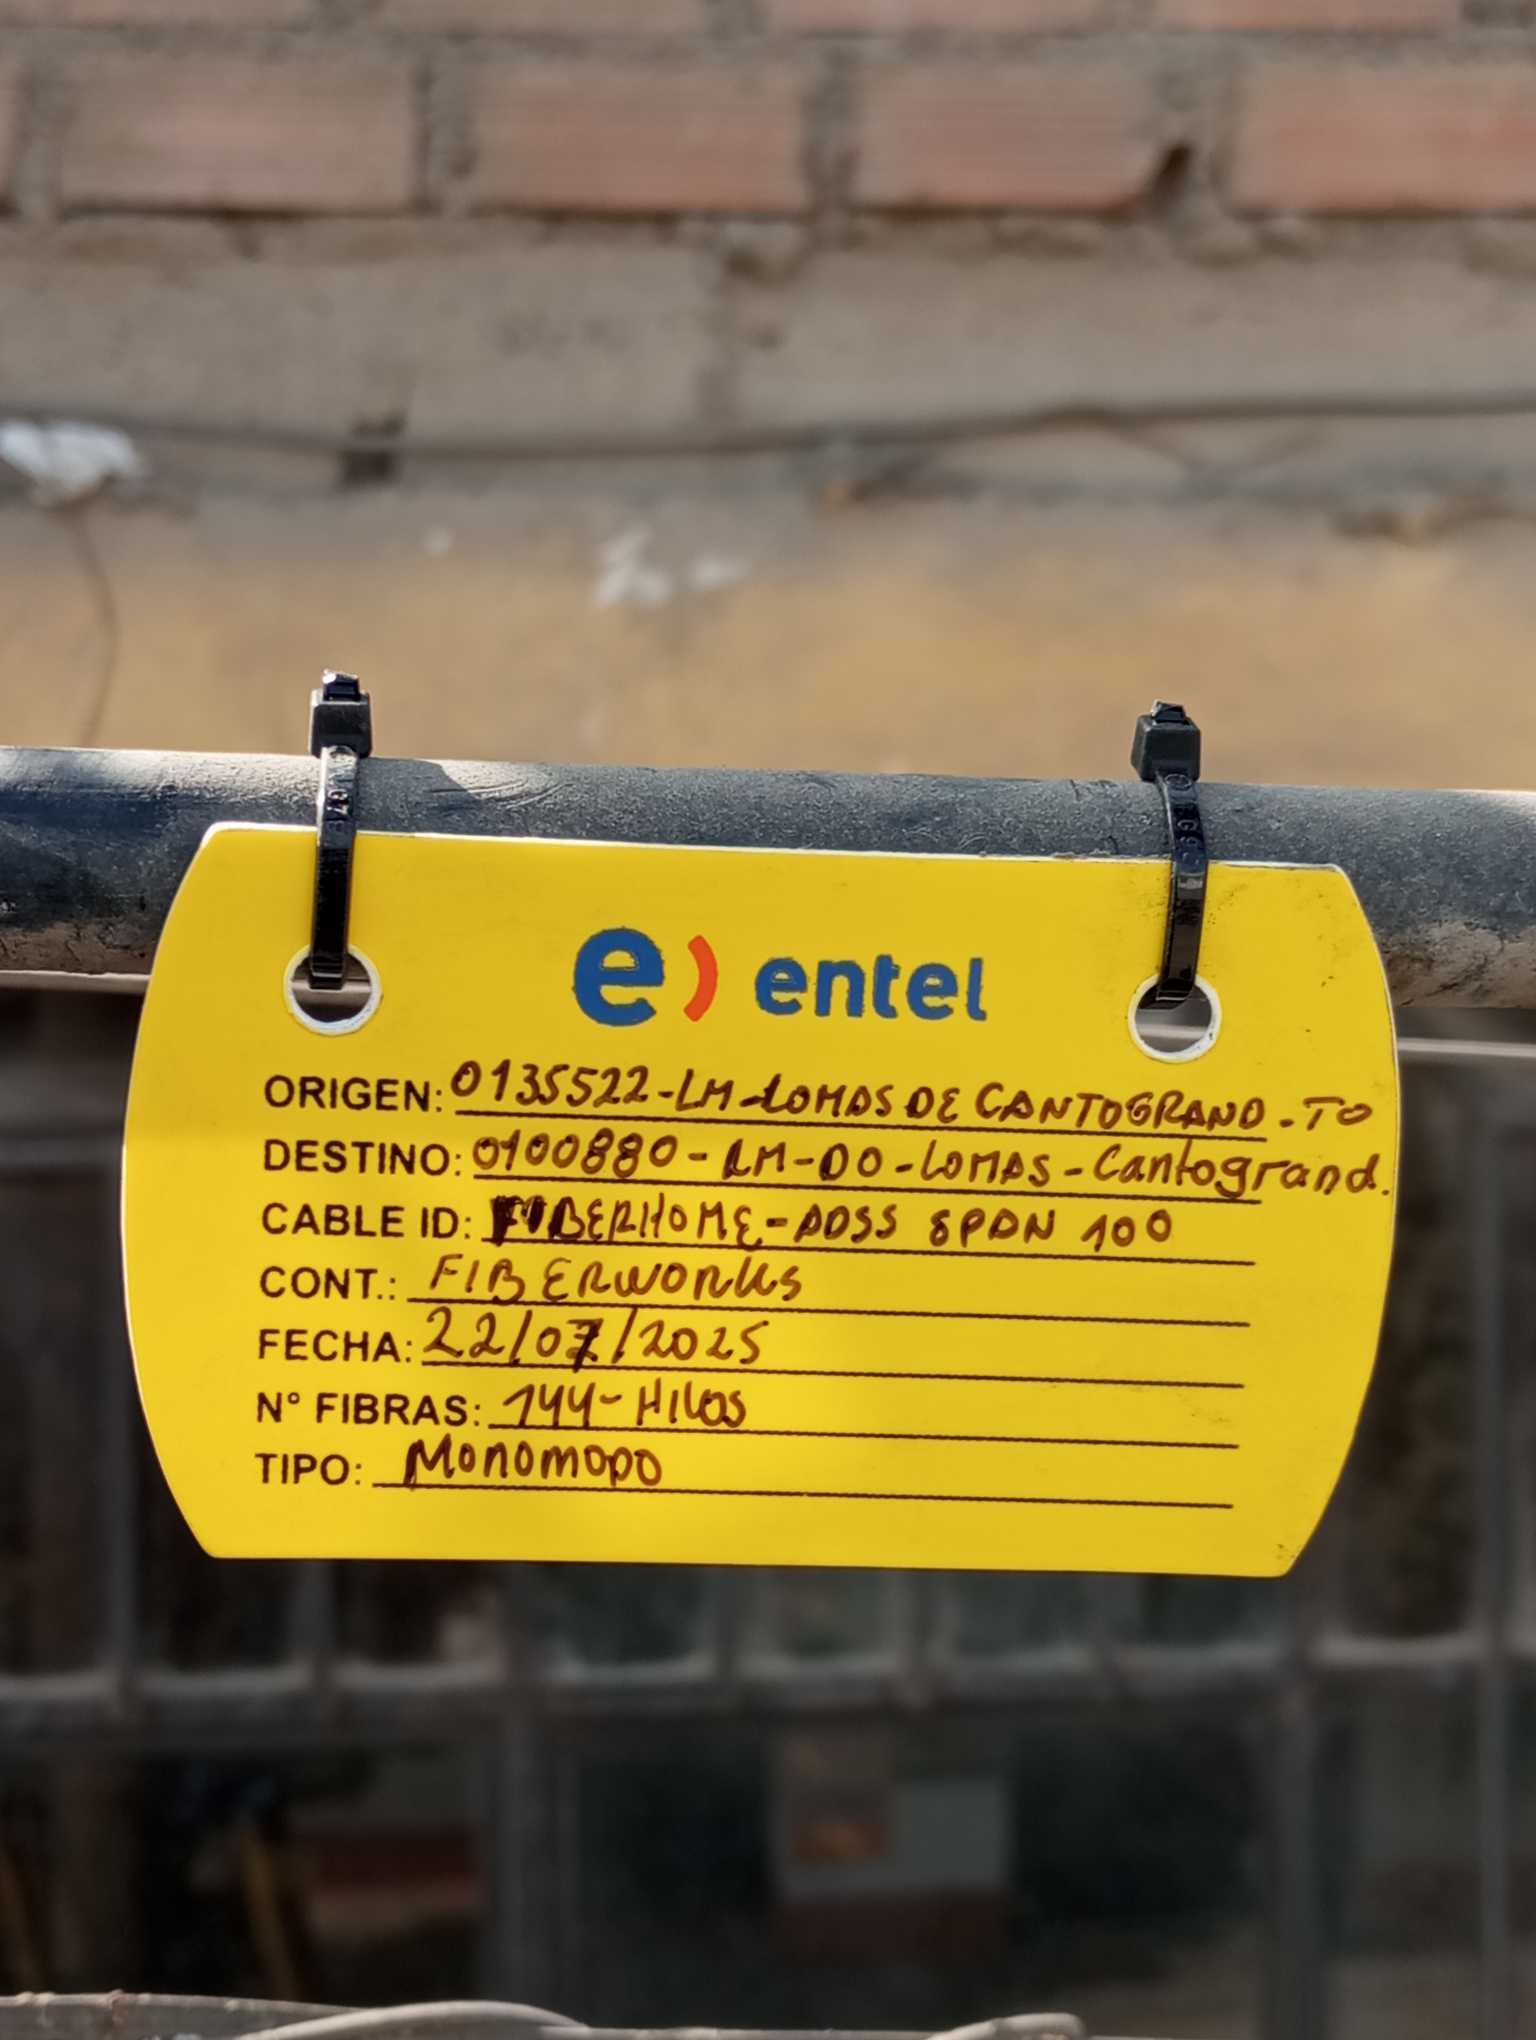 e) entel
ORIGEN: 0135522-LM-LOMAS DE CANTOGRAND-TO
DESTINO: 0100880-LM-DO-LOMAS-Cantogrand.
CABLE ID: FIBERHOME-ADSS SPAN 100
CONT.: FIBERWORKS
FECHA: 22/07/2025
N° FIBRAS: 144-HILOS
TIPO: MONOMODO